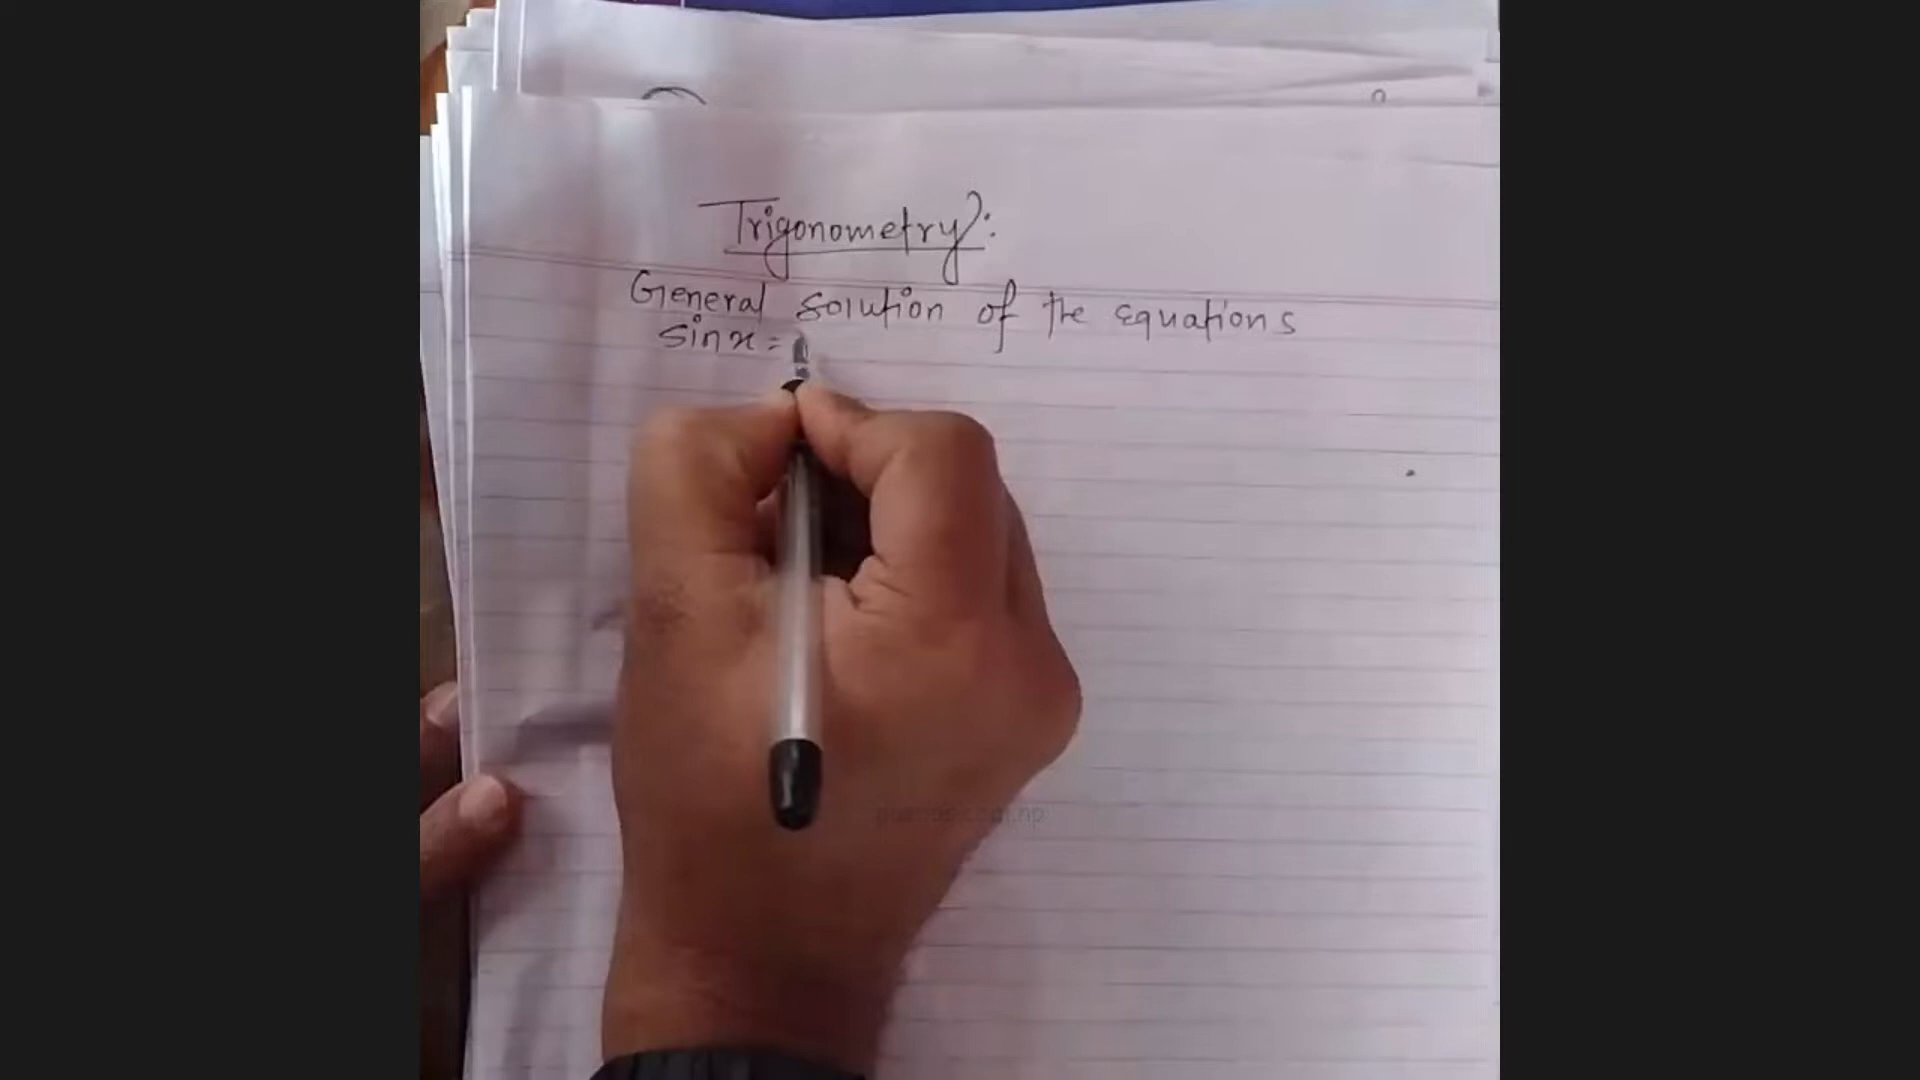 Trigonometry:
General solution of the equations
sin x =